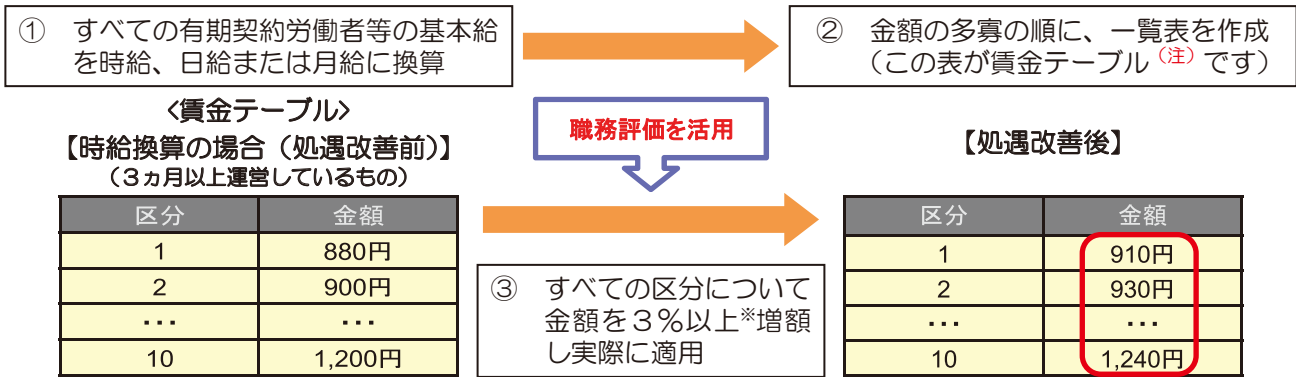 ① すべての有期契約労働者等の基本給
を時給、日給または月給に換算
② 金額の多寡の順に、一覧表を作成
（この表が賃金テーブル（注）です）
<賃金テーブル>
【時給換算の場合（処遇改善前）】
（３ヵ月以上運営しているもの）
職務評価を活用
【処遇改善後】
区分 金額
1 880円
2 900円
… …
10 1,200円
③ すべての区分について
金額を３％以上※増額
し実際に適用
区分 金額
1 910円
2 930円
… …
10 1,240円